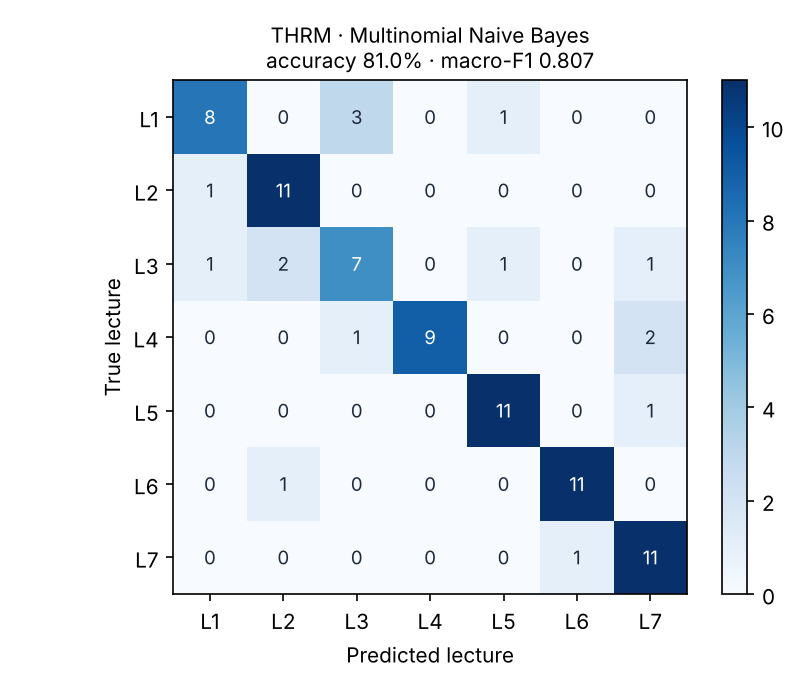 THRM · Multinomial Naive Bayes
accuracy 81.0% · macro-F1 0.807
True lecture
L1 8 0 3 0 1 0 0
L2 1 11 0 0 0 0 0
L3 1 2 7 0 1 0 1
L4 0 0 1 9 0 0 2
L5 0 0 0 0 11 0 1
L6 0 1 0 0 0 11 0
L7 0 0 0 0 0 1 11
L1 L2 L3 L4 L5 L6 L7
Predicted lecture
10
8
6
4
2
0